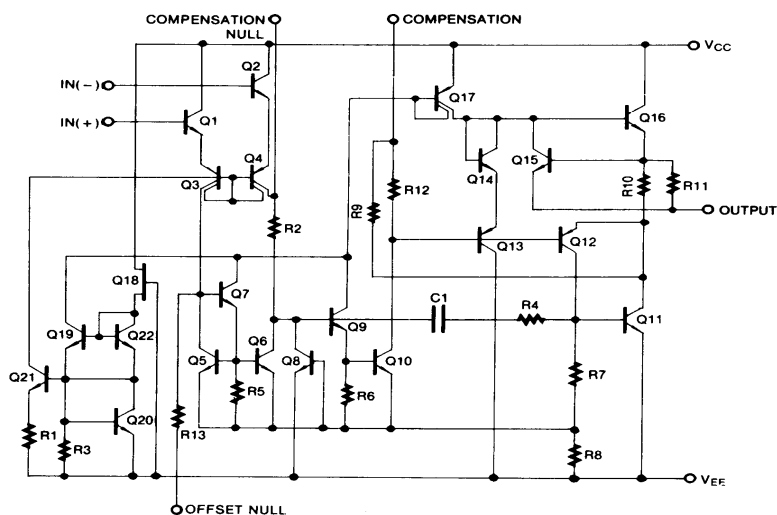 COMPENSATION
NULL
COMPENSATION
VCC
Q2
IN(-)
Q17
Q16
IN(+)
Q1
Q4
Q15
Q3
Q14
R10
R11
R12
R9
OUTPUT
R2
Q13
Q12
Q18
Q7
C1
R4
Q19
Q22
Q9
Q11
Q5
Q6
Q8
Q10
Q21
R5
R6
R7
Q20
R13
R1
R3
R8
VEE
OFFSET NULL